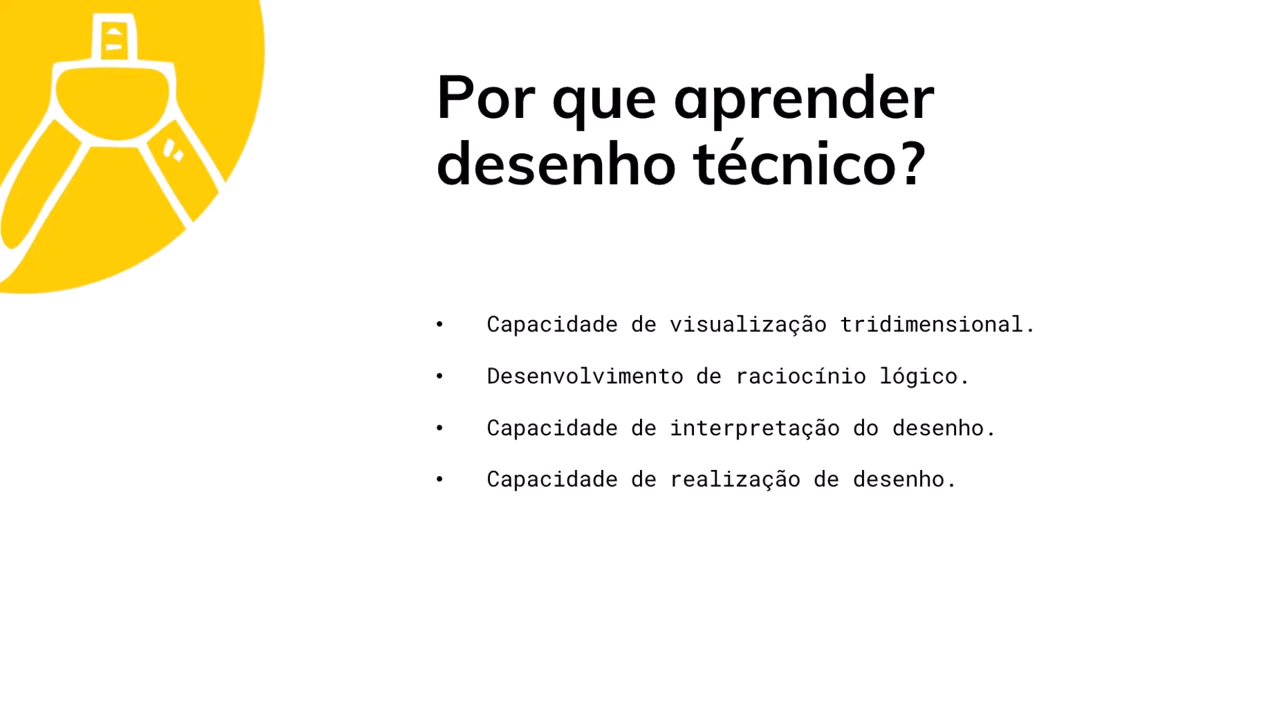 Por que aprender
desenho técnico?
• Capacidade de visualização tridimensional.
• Desenvolvimento de raciocínio lógico.
• Capacidade de interpretação do desenho.
• Capacidade de realização de desenho.